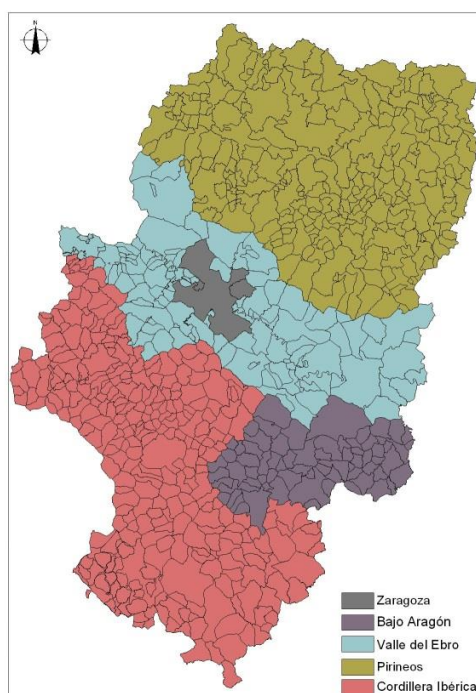 N
Zaragoza
Bajo Aragón
Valle del Ebro
Pirineos
Cordillera Ibérica